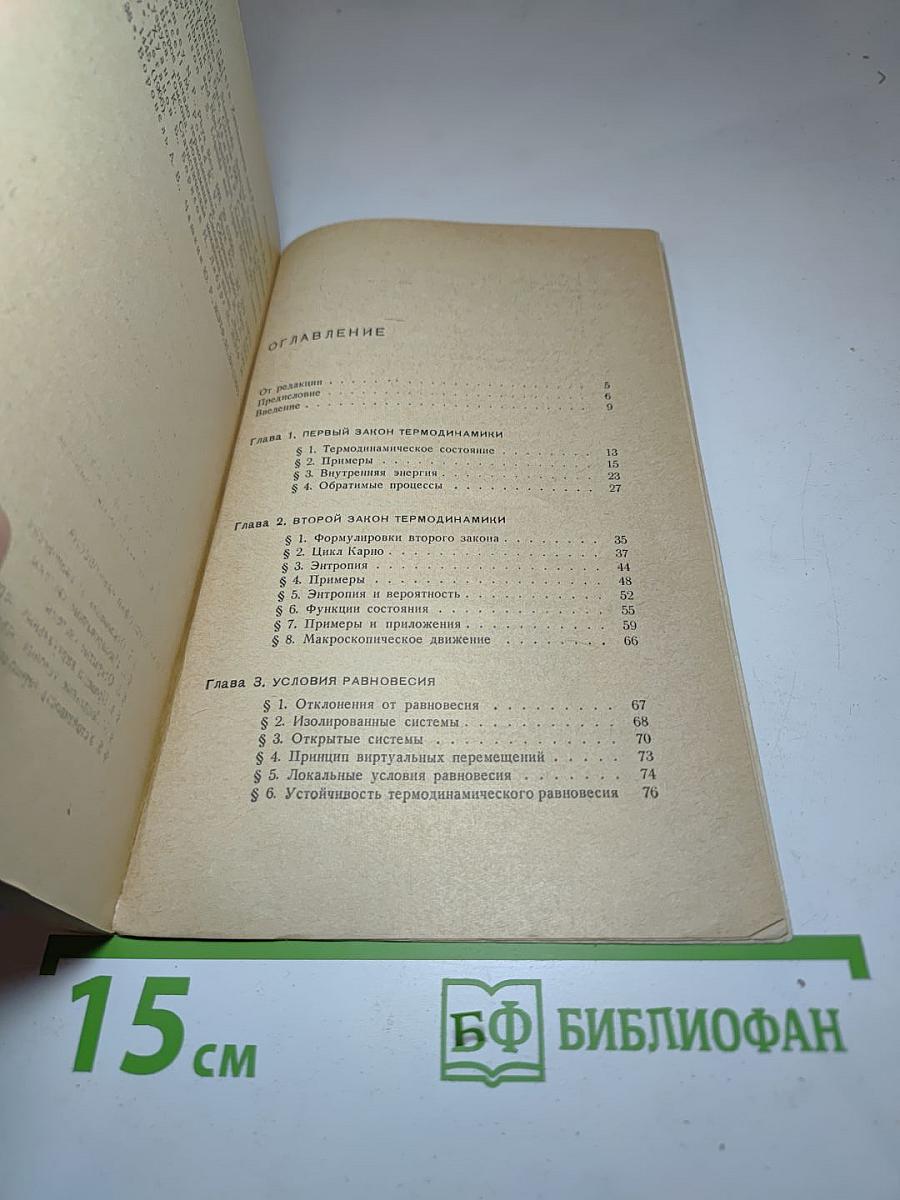 ОГЛАВЛЕНИЕ
От редакции . . . . . . . . . . . . . . . . . . . . . 5
Предисловие . . . . . . . . . . . . . . . . . . . . . 6
Введение . . . . . . . . . . . . . . . . . . . . . . 9
Глава 1. ПЕРВЫЙ ЗАКОН ТЕРМОДИНАМИКИ
§ 1. Термодинамическое состояние . . . . . . . . . 13
§ 2. Примеры . . . . . . . . . . . . . . . . . . 15
§ 3. Внутренняя энергия . . . . . . . . . . . . . 23
§ 4. Обратимые процессы . . . . . . . . . . . . 27
Глава 2. ВТОРОЙ ЗАКОН ТЕРМОДИНАМИКИ
§ 1. Формулировки второго закона . . . . . . . . 35
§ 2. Цикл Карно . . . . . . . . . . . . . . . . 37
§ 3. Энтропия . . . . . . . . . . . . . . . . . 44
§ 4. Примеры . . . . . . . . . . . . . . . . . 48
§ 5. Энтропия и вероятность . . . . . . . . . . . 52
§ 6. Функции состояния . . . . . . . . . . . . . 55
§ 7. Примеры и приложения . . . . . . . . . . . 59
§ 8. Макроскопическое движение . . . . . . . 66
Глава 3. УСЛОВИЯ РАВНОВЕСИЯ
§ 1. Отклонения от равновесия . . . . . . . . . 67
§ 2. Изолированные системы . . . . . . . . . . . 68
§ 3. Открытые системы . . . . . . . . . . . . . 70
§ 4. Принцип виртуальных перемещений . . . . . 73
§ 5. Локальные условия равновесия . . . . . . . 74
§ 6. Устойчивость термодинамического равновесия 76
15 см
БФ БИБЛИОФАН